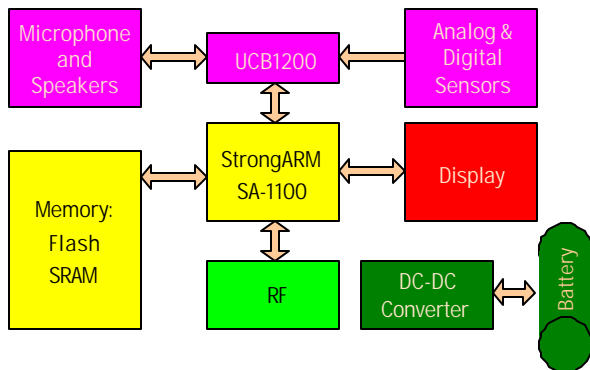 Microphone
and
Speakers
UCB1200
Analog &
Digital
Sensors
StrongARM
SA-1100
Display
Memory:
Flash
SRAM
RF
DC-DC
Converter
Battery